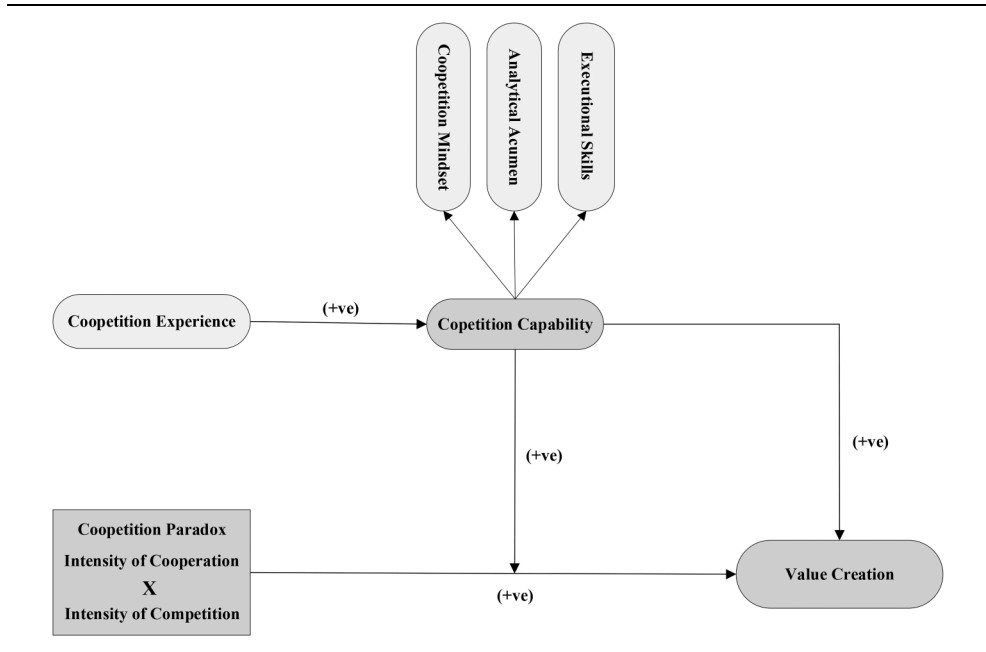 Coopetition Mindset
Analytical Acumen
Executional Skills
Coopetition Experience
(+ve)
Copetition Capability
(+ve)
(+ve)
Coopetition Paradox
Intensity of Cooperation
X
Intensity of Competition
(+ve)
Value Creation